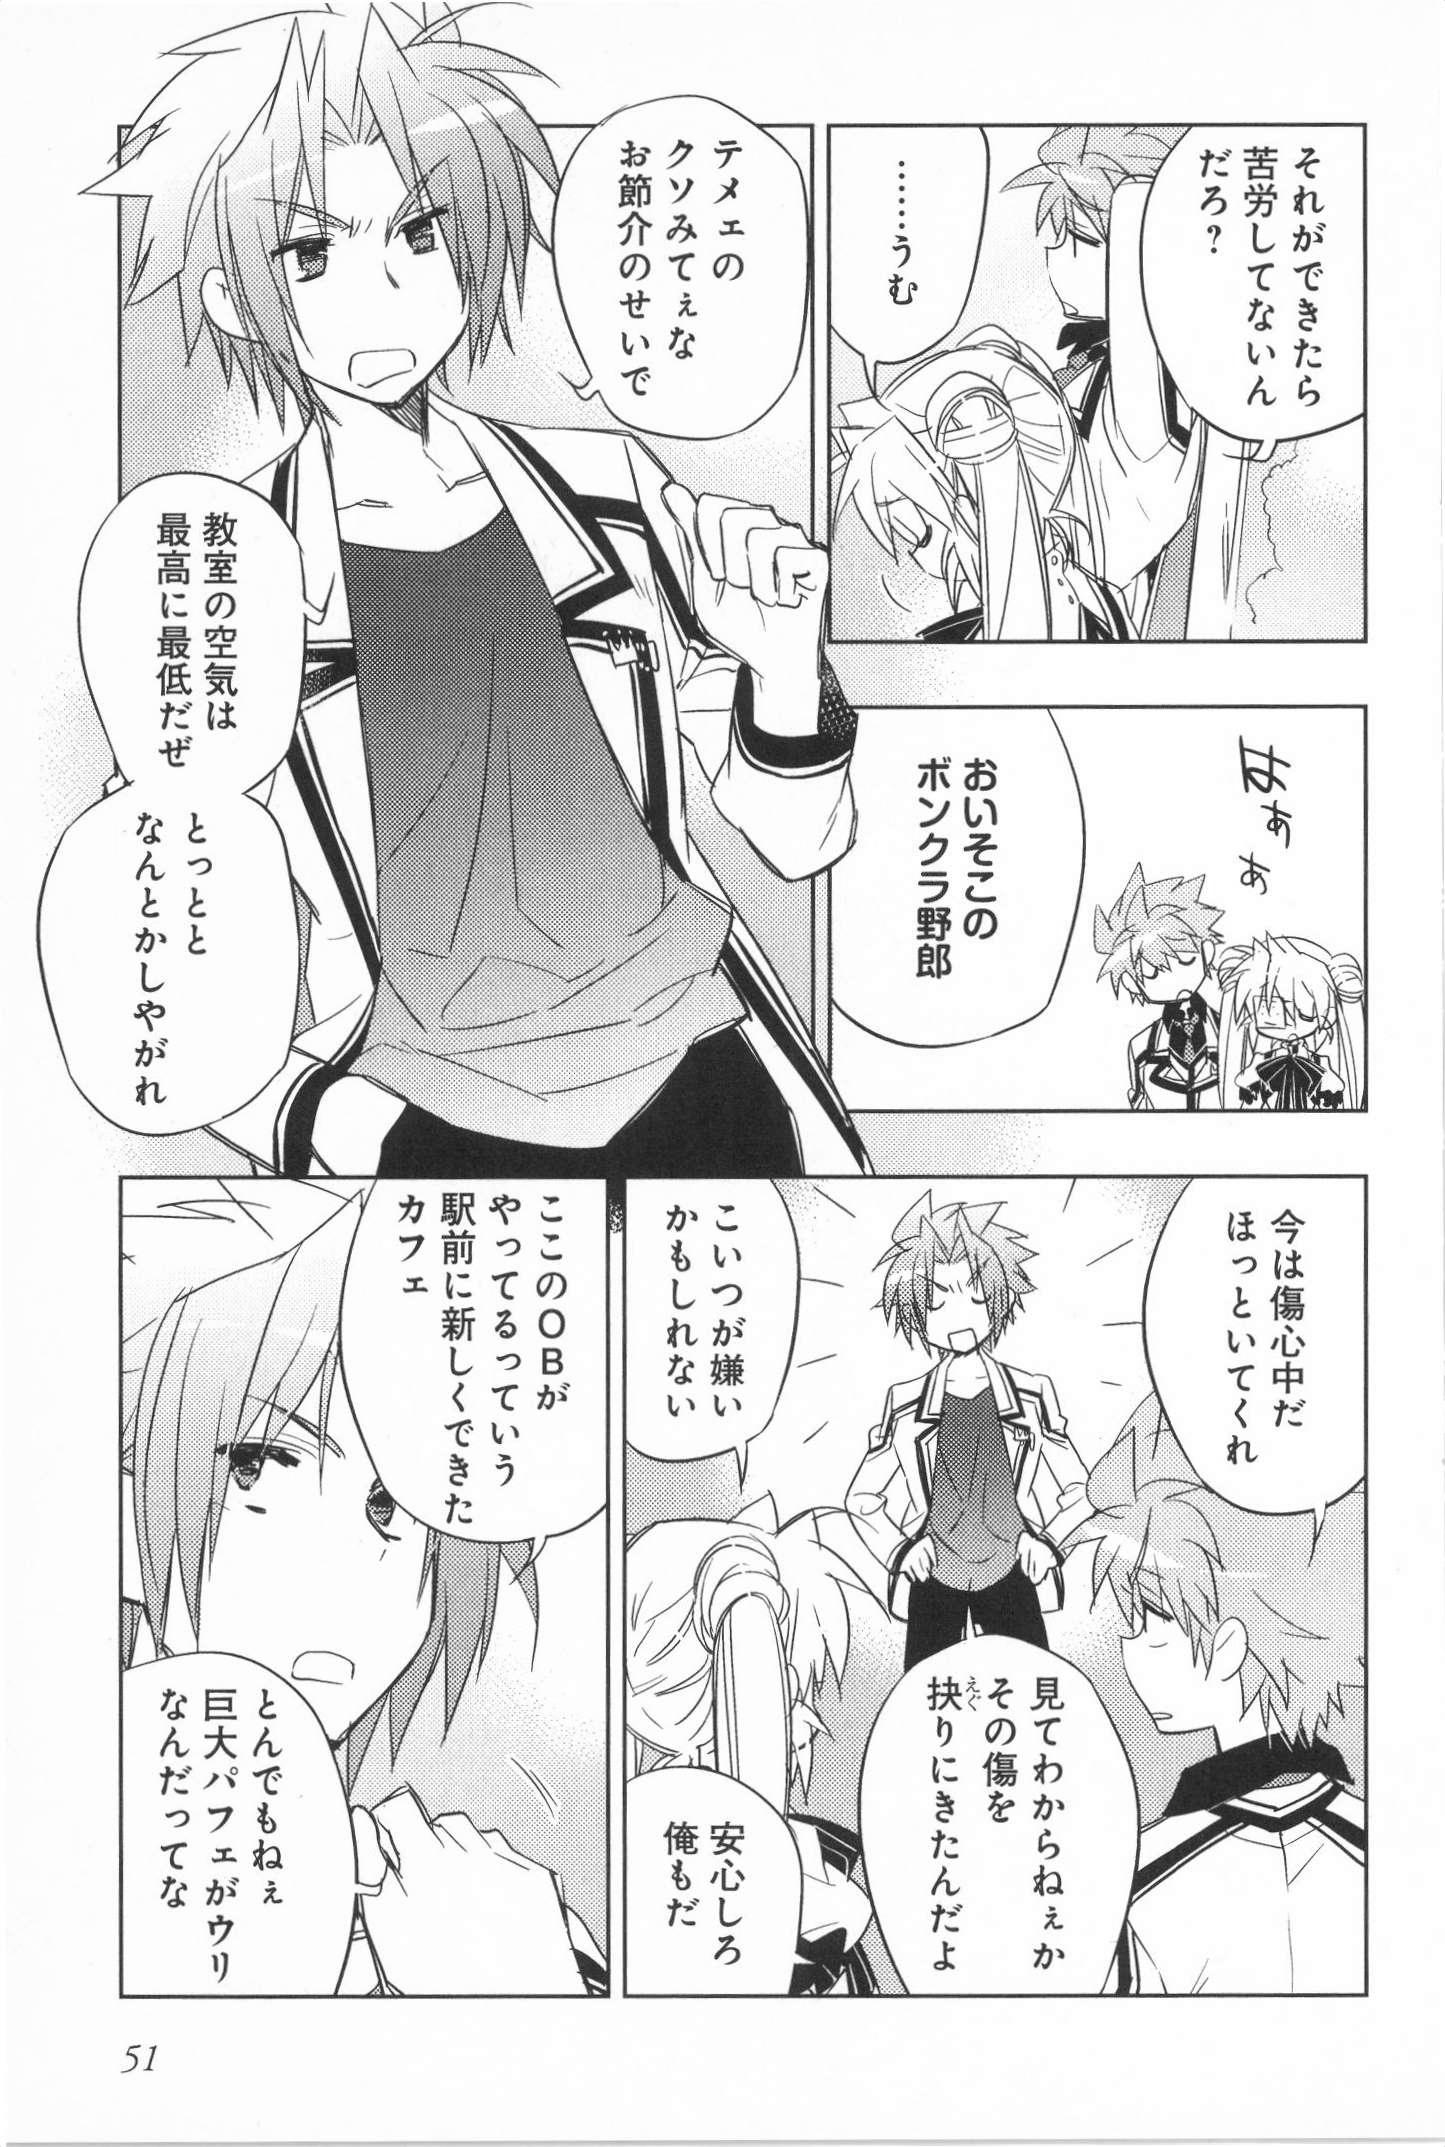 それができたら
苦労してないん
だろ?
……うむ
はぁぁ
おいそこの
ボンクラ野郎
テメェの
クソみてぇな
お節介のせいで
教室の空気は
最高に最低だぜ
とっとと
なんとかしやがれ
今は傷心中だ
ほっといてくれ
見てわからねぇか
その傷を
抉りにきたんだよ
えぐ
こいつが嫌い
かもしれない
安心しろ
俺もだ
ここのOBが
やってるっていう
駅前に新しくできた
カフェ
とんでもねぇ
巨大パフェがウリ
なんだってな
51